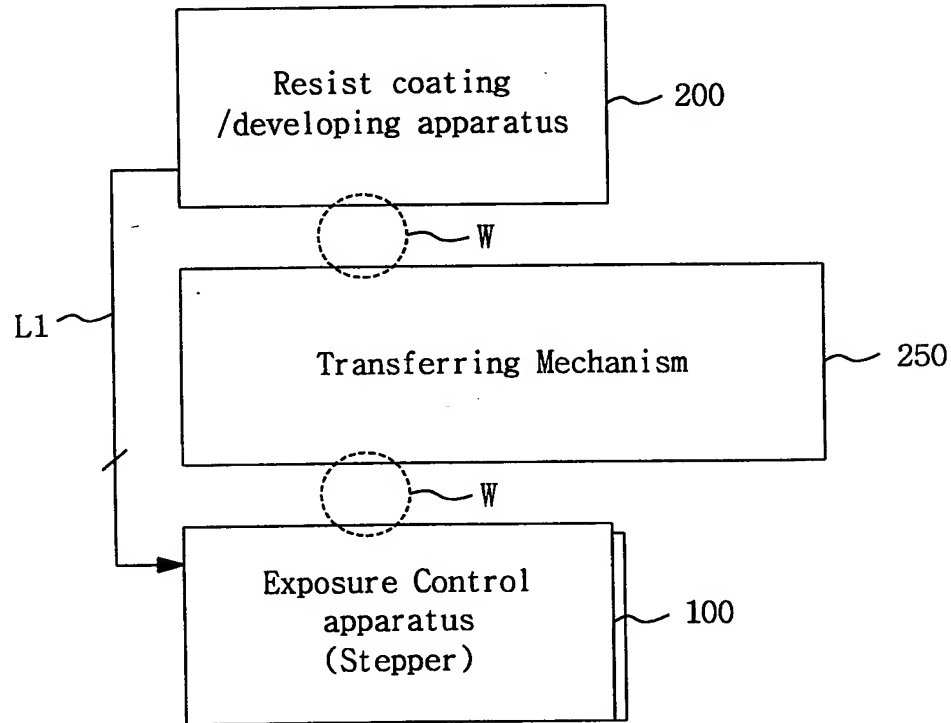 Resist coating
/developing apparatus
200
W
L1
Transferring Mechanism
250
W
Exposure Control
apparatus
(Stepper)
100